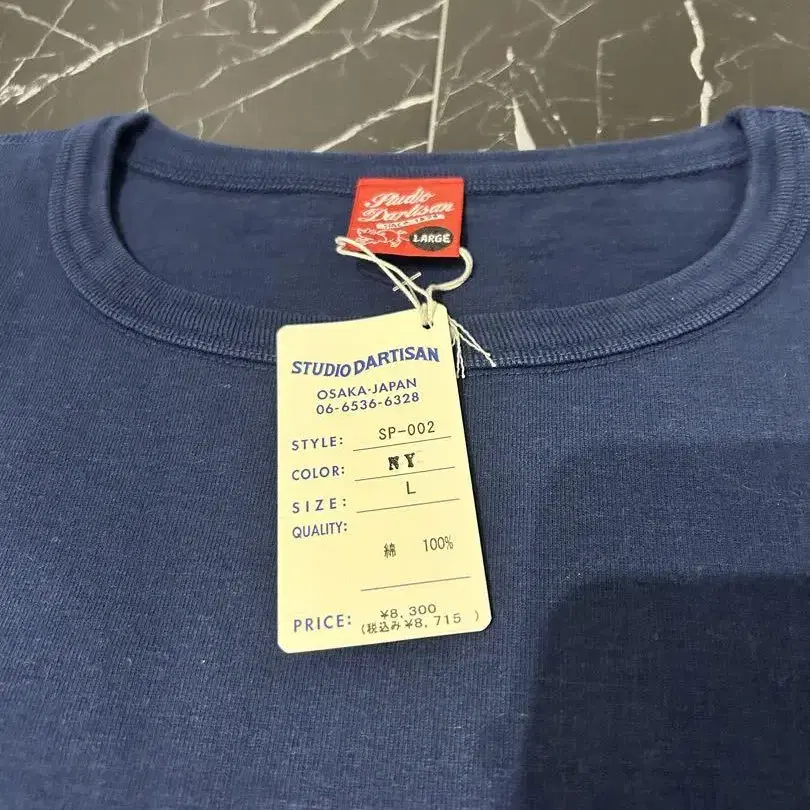 Studio
Dartisan
LARGE
STUDIO DARTISAN
OSAKA-JAPAN
06-6536-6328
STYLE: SP-002
COLOR: NY
SIZE: L
QUALITY:
綿 100%
PRICE: ¥8,300
(税込み¥8,715)